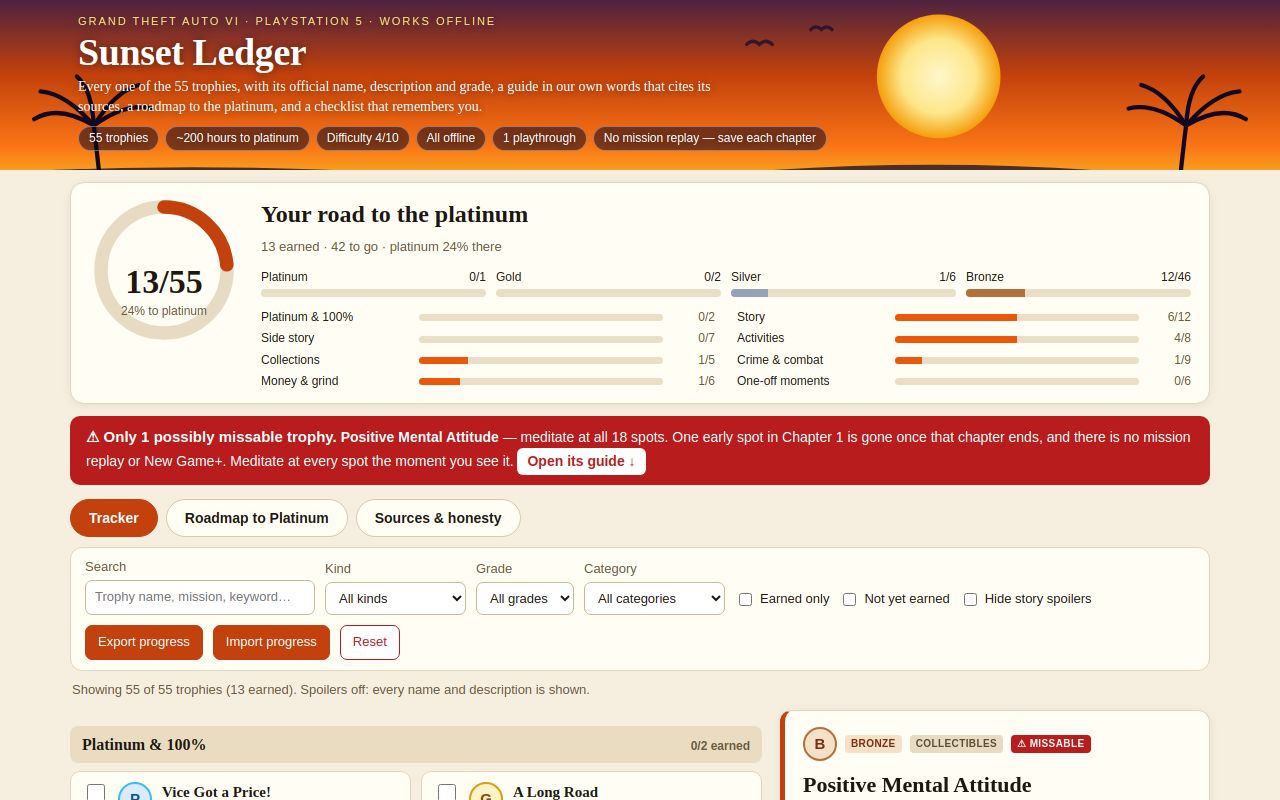 GRAND THEFT AUTO VI · PLAYSTATION 5 · WORKS OFFLINE
Sunset Ledger
Every one of the 55 trophies, with its official name, description and grade, a guide in our own words that cites its
sources, a roadmap to the platinum, and a checklist that remembers you.
55 trophies
~200 hours to platinum
Difficulty 4/10
All offline
1 playthrough
No mission replay — save each chapter
13/55
24% to platinum
Your road to the platinum
13 earned · 42 to go · platinum 24% there
Platinum 0/1
Gold 0/2
Silver 1/6
Bronze 12/46
Platinum & 100% 0/2
Story 6/12
Side story 0/7
Activities 4/8
Collections 1/5
Crime & combat 1/9
Money & grind 1/6
One-off moments 0/6
⚠ Only 1 possibly missable trophy. Positive Mental Attitude — meditate at all 18 spots. One early spot in Chapter 1 is gone once that chapter ends, and there is no mission
replay or New Game+. Meditate at every spot the moment you see it. Open its guide ↓
Tracker
Roadmap to Platinum
Sources & honesty
Search
Kind
Grade
Category
Trophy name, mission, keyword…
All kinds
All grades
All categories
Earned only
Not yet earned
Hide story spoilers
Export progress
Import progress
Reset
Showing 55 of 55 trophies (13 earned). Spoilers off: every name and description is shown.
Platinum & 100%
0/2 earned
P
Vice Got a Price!
G
A Long Road
B
BRONZE
COLLECTIBLES
⚠ MISSABLE
Positive Mental Attitude